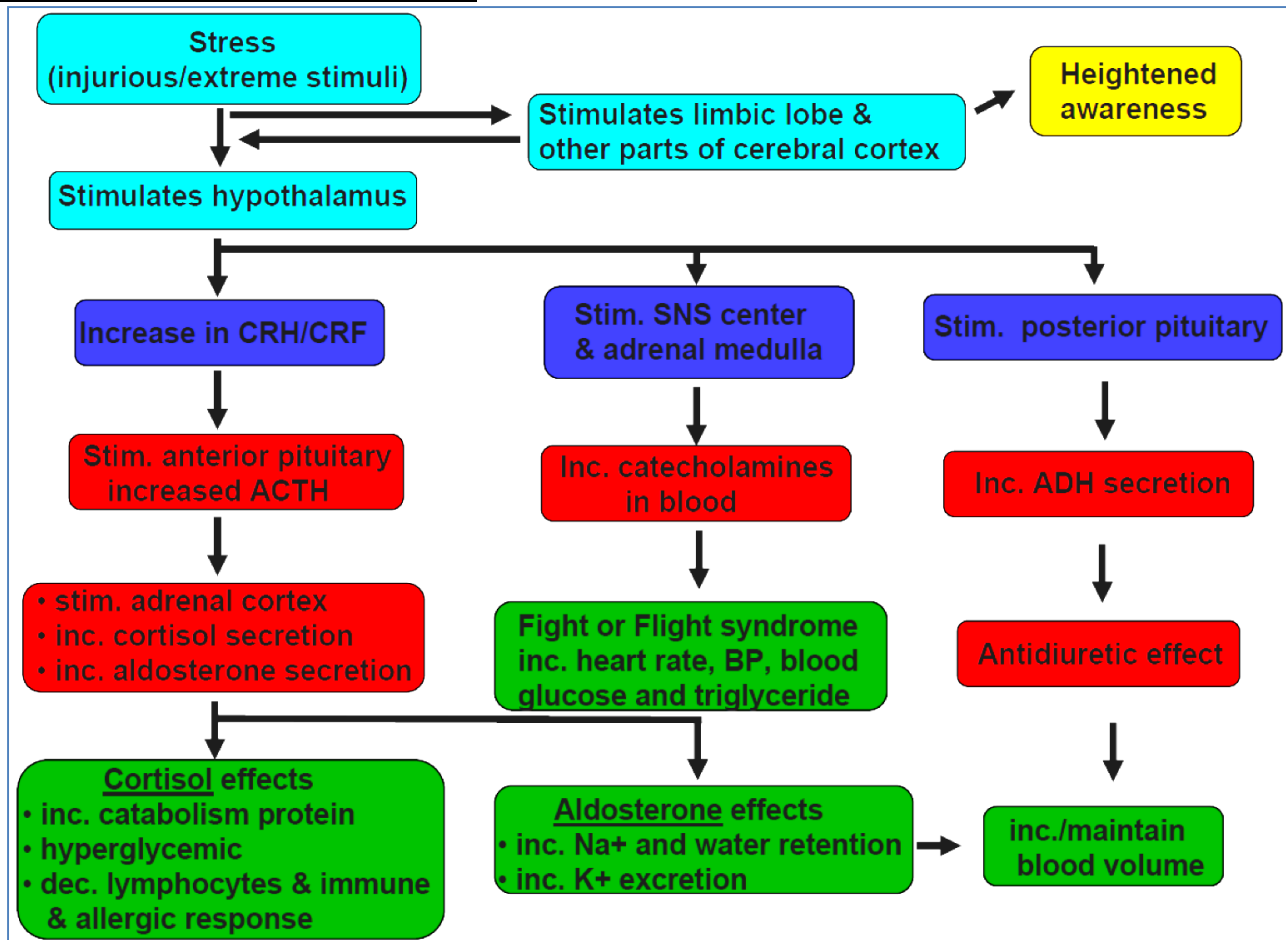 Stress
(injurious/extreme stimuli)
Heightened
awareness
Stimulates limbic lobe &
other parts of cerebral cortex
Stimulates hypothalamus
Increase in CRH/CRF
Stim. SNS center
& adrenal medulla
Stim. posterior pituitary
Stim. anterior pituitary
increased ACTH
Inc. catecholamines
in blood
Inc. ADH secretion
• stim. adrenal cortex
• inc. cortisol secretion
• inc. aldosterone secretion
Fight or Flight syndrome
inc. heart rate, BP, blood
glucose and triglyceride
Antidiuretic effect
Cortisol effects
• inc. catabolism protein
• hyperglycemic
• dec. lymphocytes & immune
& allergic response
Aldosterone effects
• inc. Na+ and water retention
• inc. K+ excretion
inc./maintain
blood volume